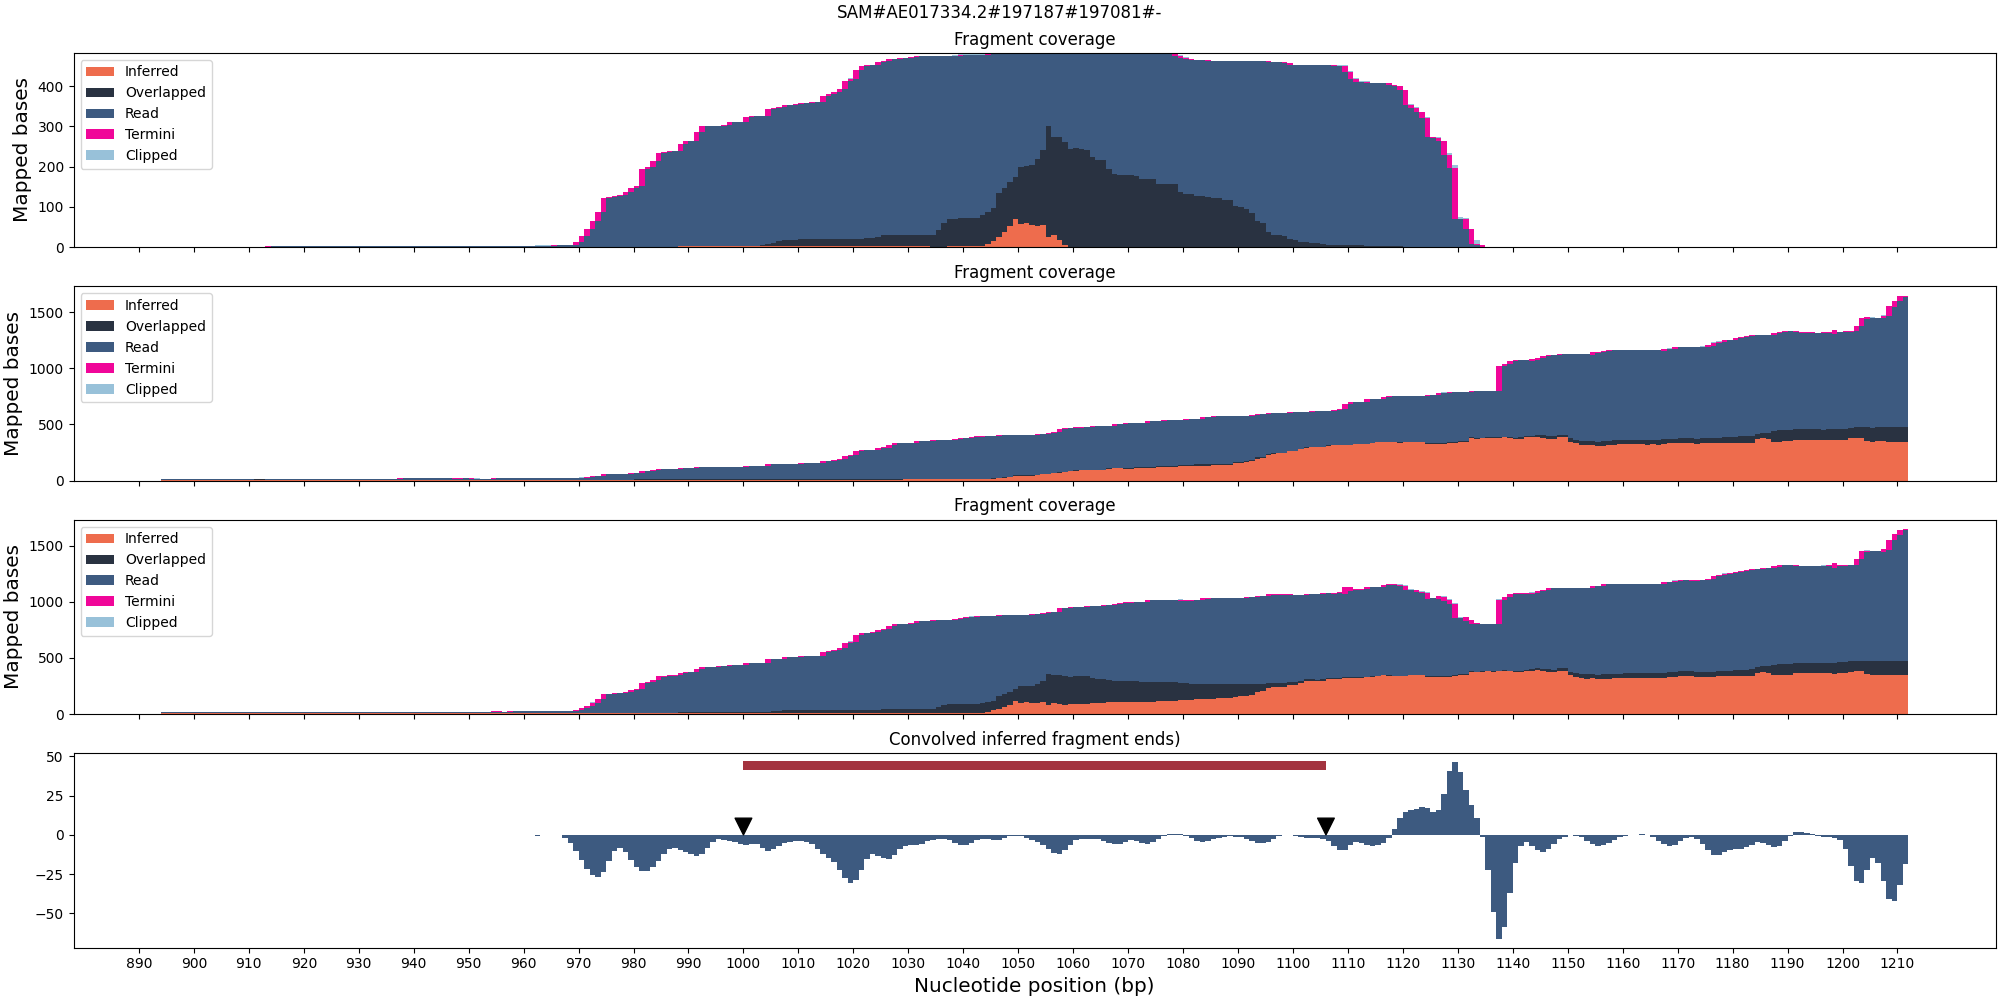 SAM#AE017334.2#197187#197081#-
Fragment coverage
Mapped bases
400
300
200
100
0
Inferred
Overlapped
Read
Termini
Clipped
Fragment coverage
Mapped bases
1500
1000
500
0
Inferred
Overlapped
Read
Termini
Clipped
Fragment coverage
Mapped bases
1500
1000
500
0
Inferred
Overlapped
Read
Termini
Clipped
Convolved inferred fragment ends)
50
25
0
−25
−50
890 900 910 920 930 940 950 960 970 980 990 1000 1010 1020 1030 1040 1050 1060 1070 1080 1090 1100 1110 1120 1130 1140 1150 1160 1170 1180 1190 1200 1210
Nucleotide position (bp)